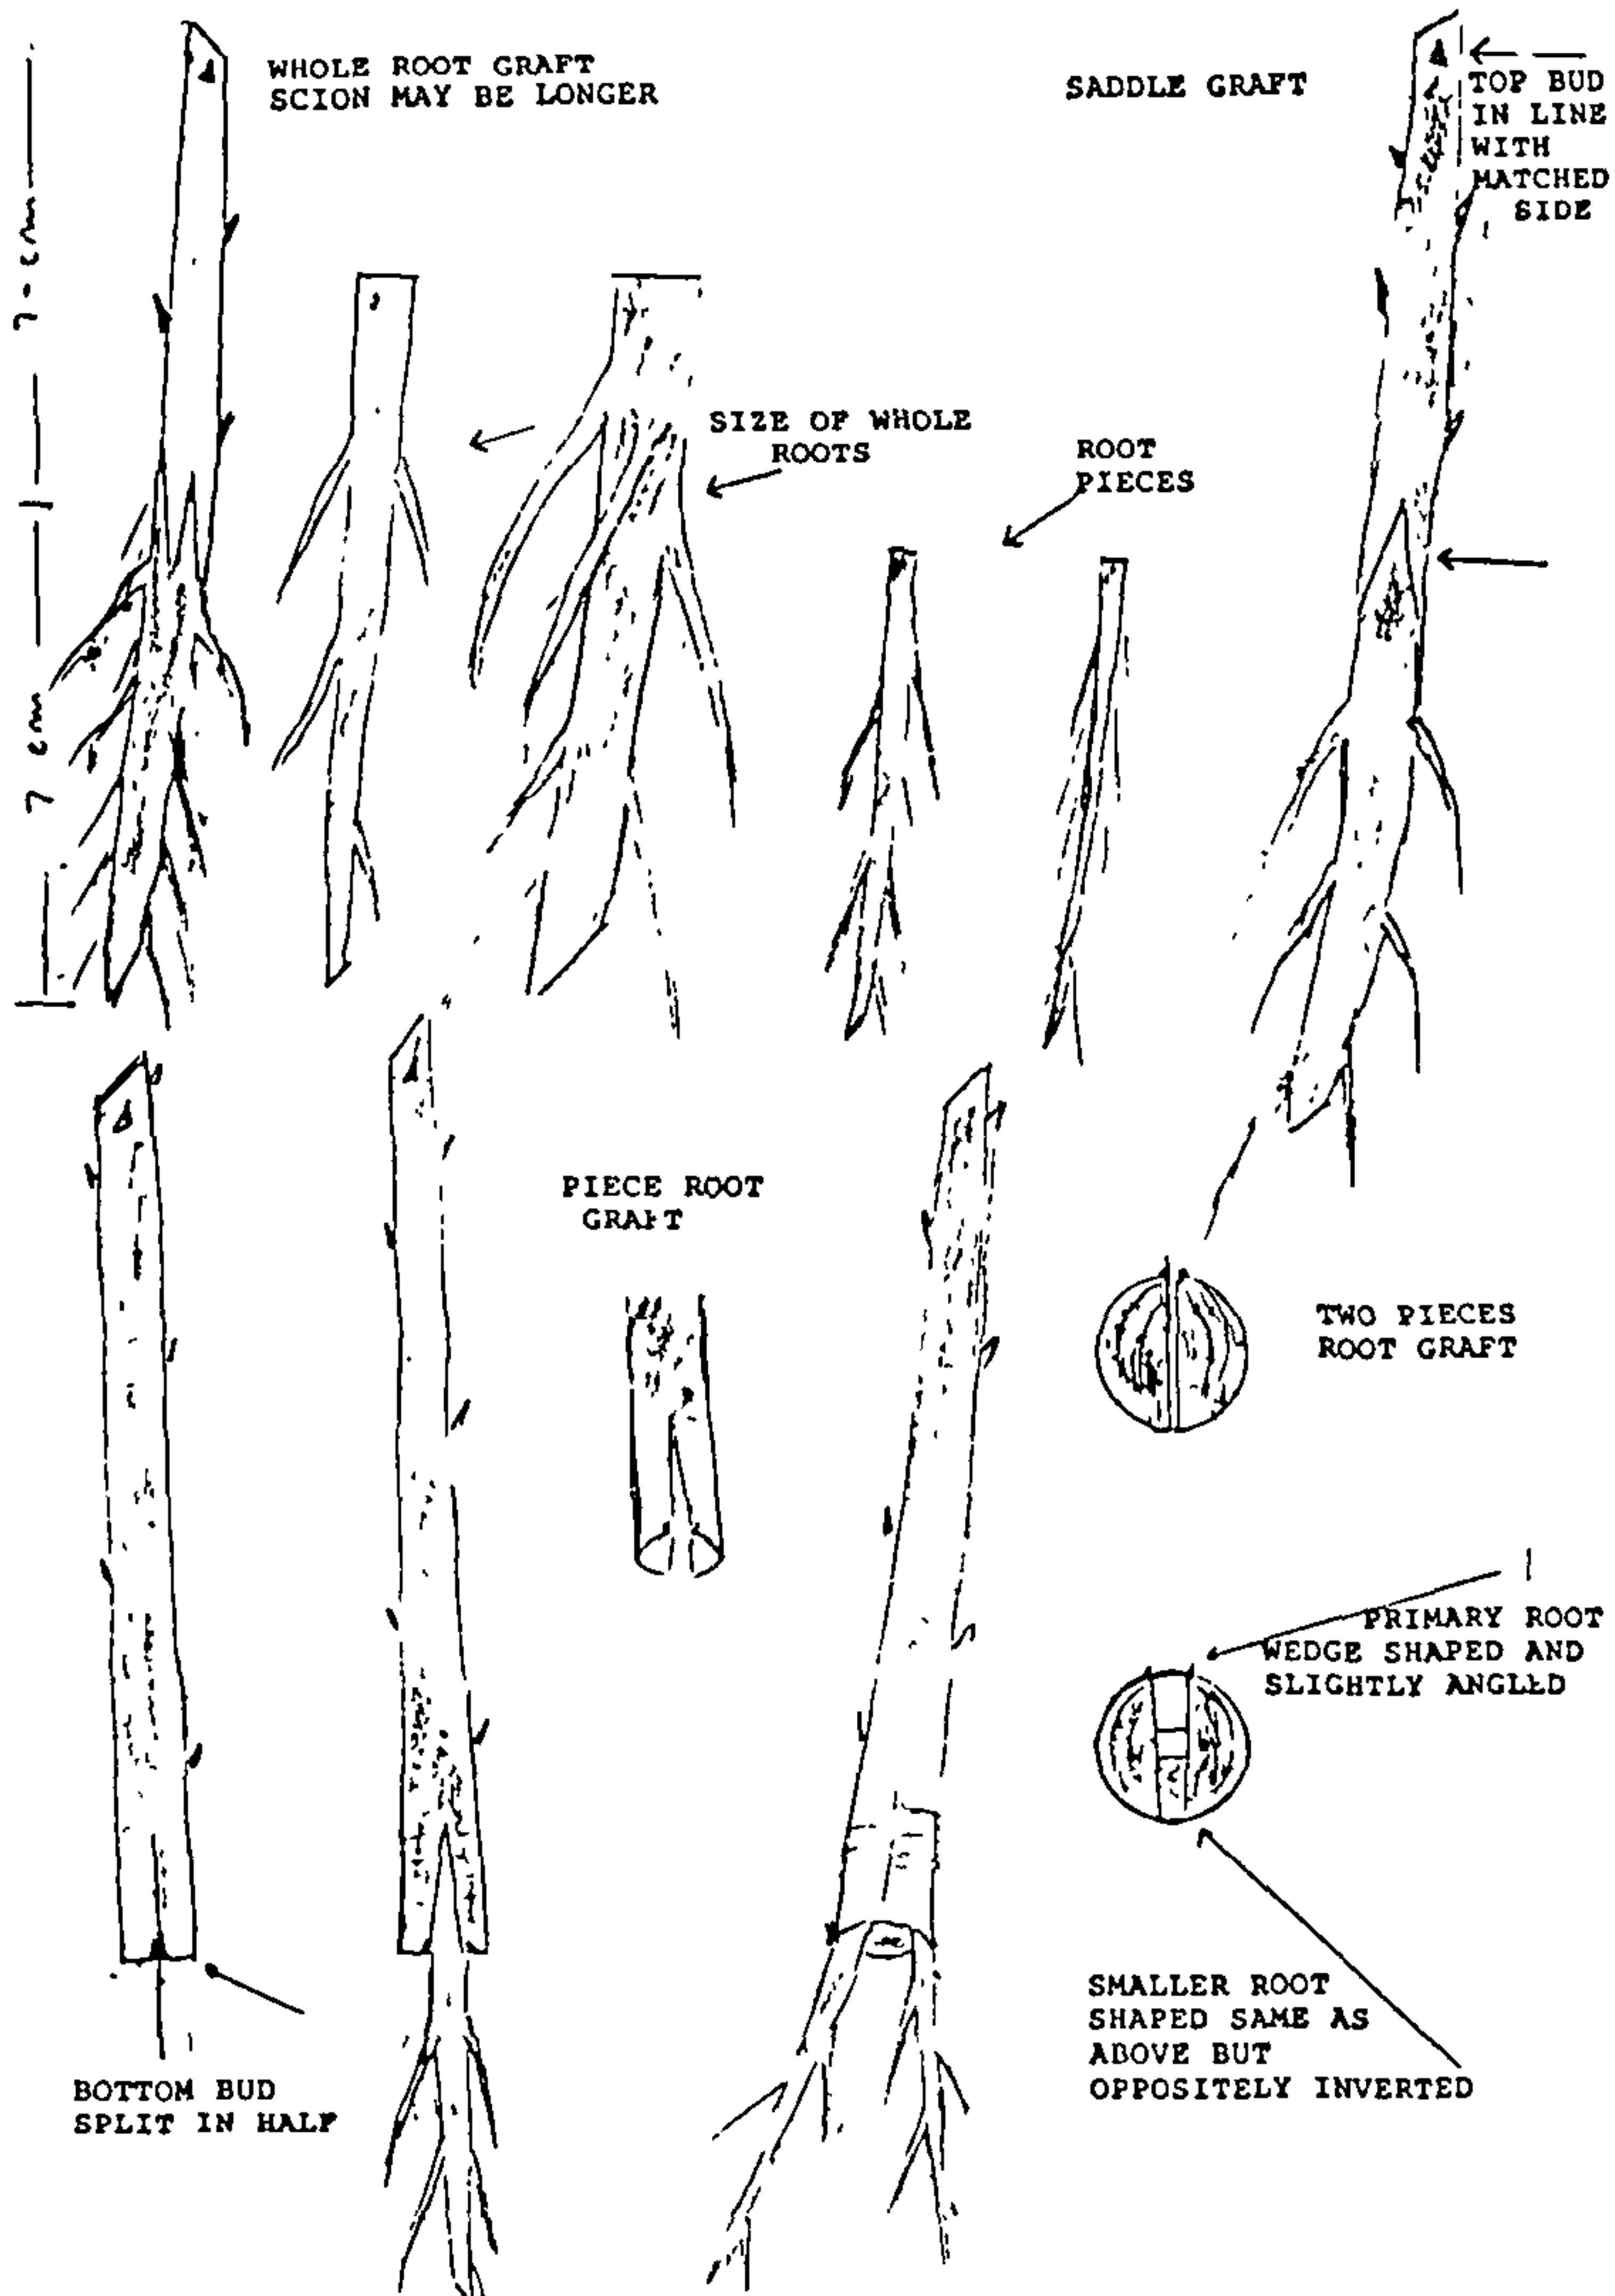 WHOLE ROOT GRAFT
SCION MAY BE LONGER
SADDLE GRAFT
TOP BUD
IN LINE
WITH
MATCHED
SIDE
7-cm
SIZE OF WHOLE
ROOTS
ROOT
PIECES
7 cm
PIECE ROOT
GRAFT
TWO PIECES
ROOT GRAFT
PRIMARY ROOT
WEDGE SHAPED AND
SLIGHTLY ANGLED
SMALLER ROOT
SHAPED SAME AS
ABOVE BUT
OPPOSITELY INVERTED
BOTTOM BUD
SPLIT IN HALF